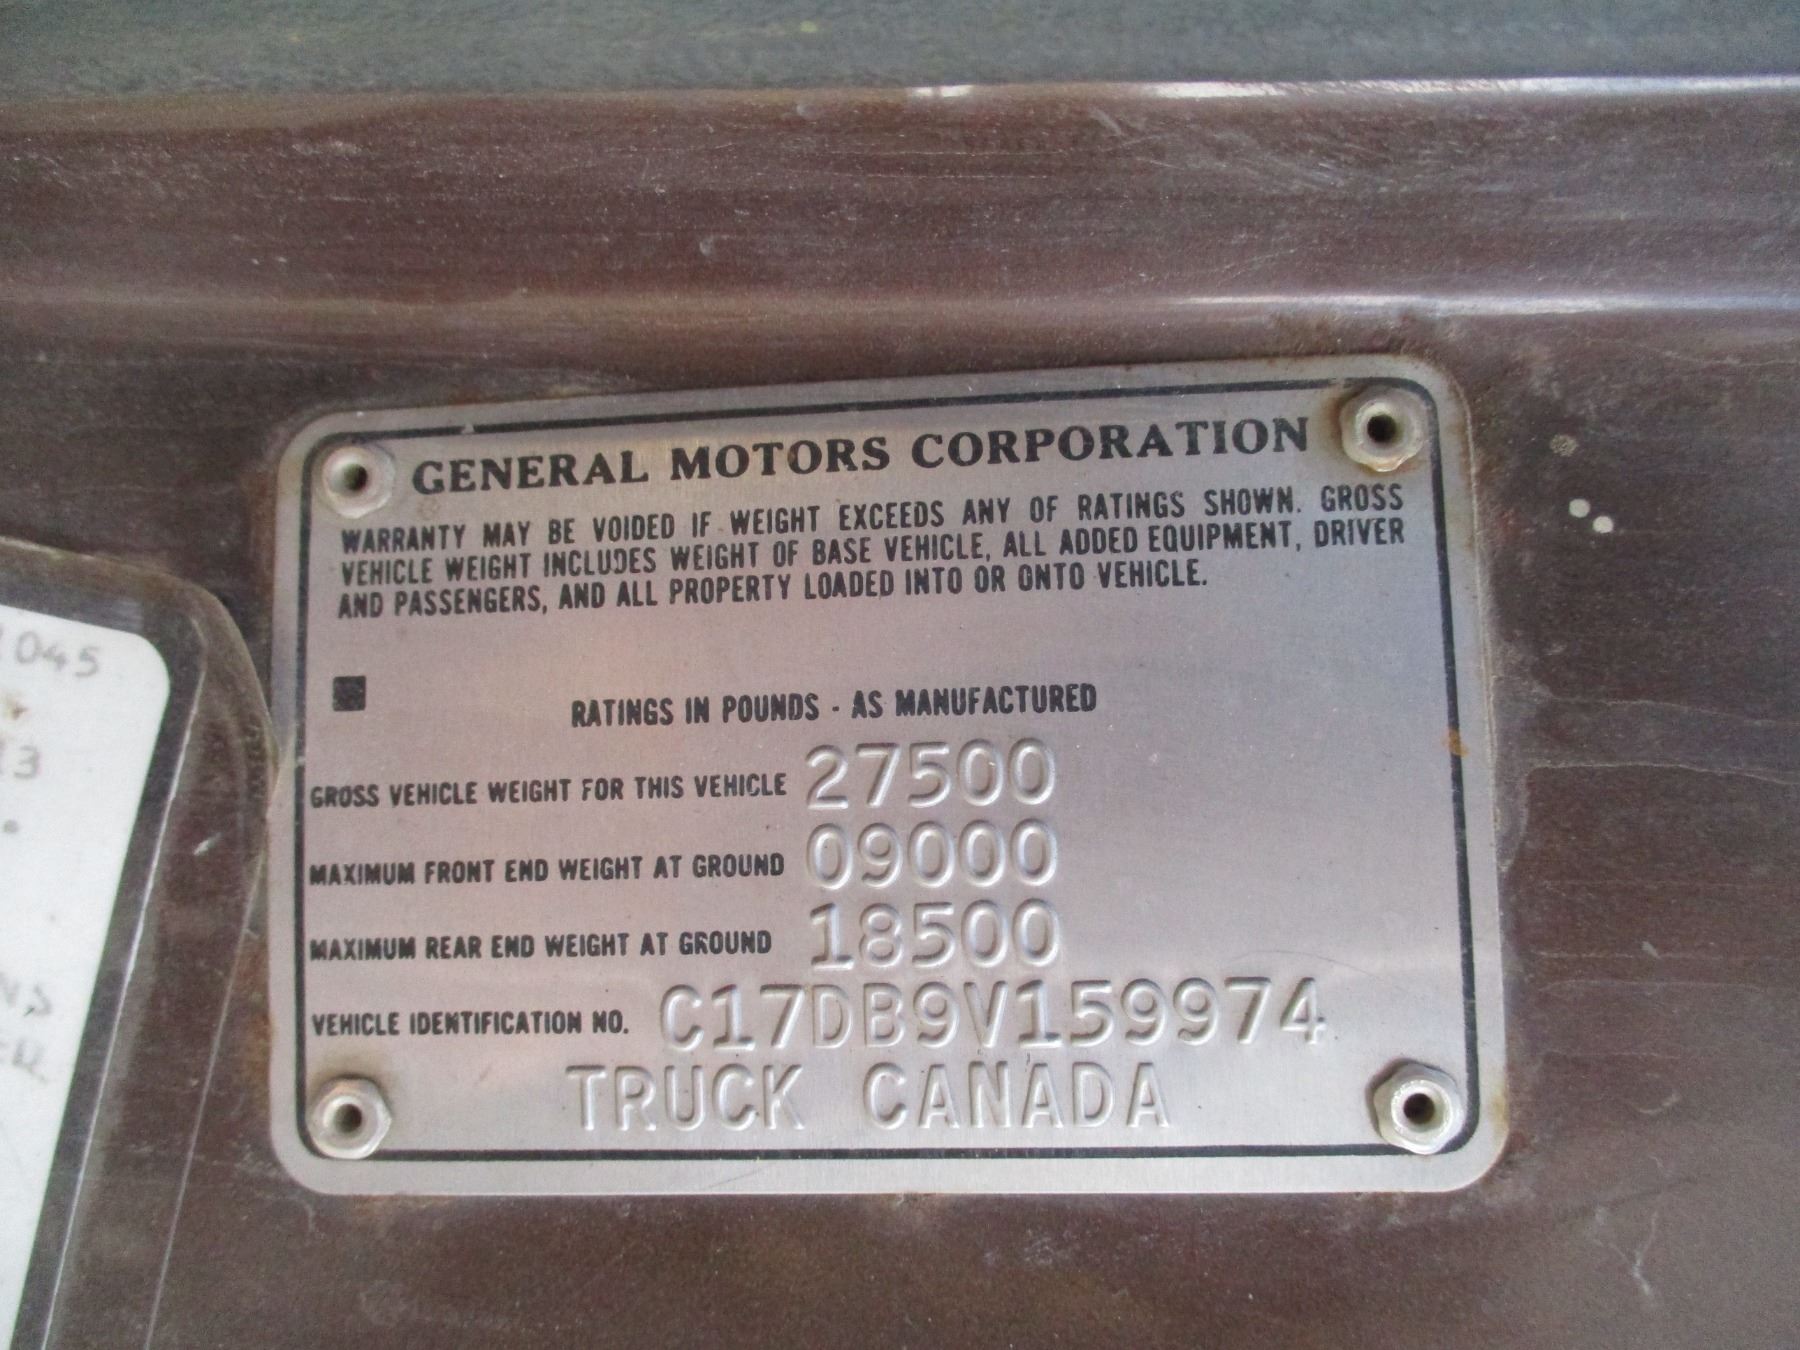 GENERAL MOTORS CORPORATION
WARRANTY MAY BE VOIDED IF WEIGHT EXCEEDS ANY OF RATINGS SHOWN. GROSS
VEHICLE WEIGHT INCLUDES WEIGHT OF BASE VEHICLE, ALL ADDED EQUIPMENT, DRIVER
AND PASSENGERS, AND ALL PROPERTY LOADED INTO OR ONTO VEHICLE.
RATINGS IN POUNDS - AS MANUFACTURED
GROSS VEHICLE WEIGHT FOR THIS VEHICLE 27500
MAXIMUM FRONT END WEIGHT AT GROUND 09000
MAXIMUM REAR END WEIGHT AT GROUND 18500
VEHICLE IDENTIFICATION NO. C17DB9V159974
TRUCK CANADA